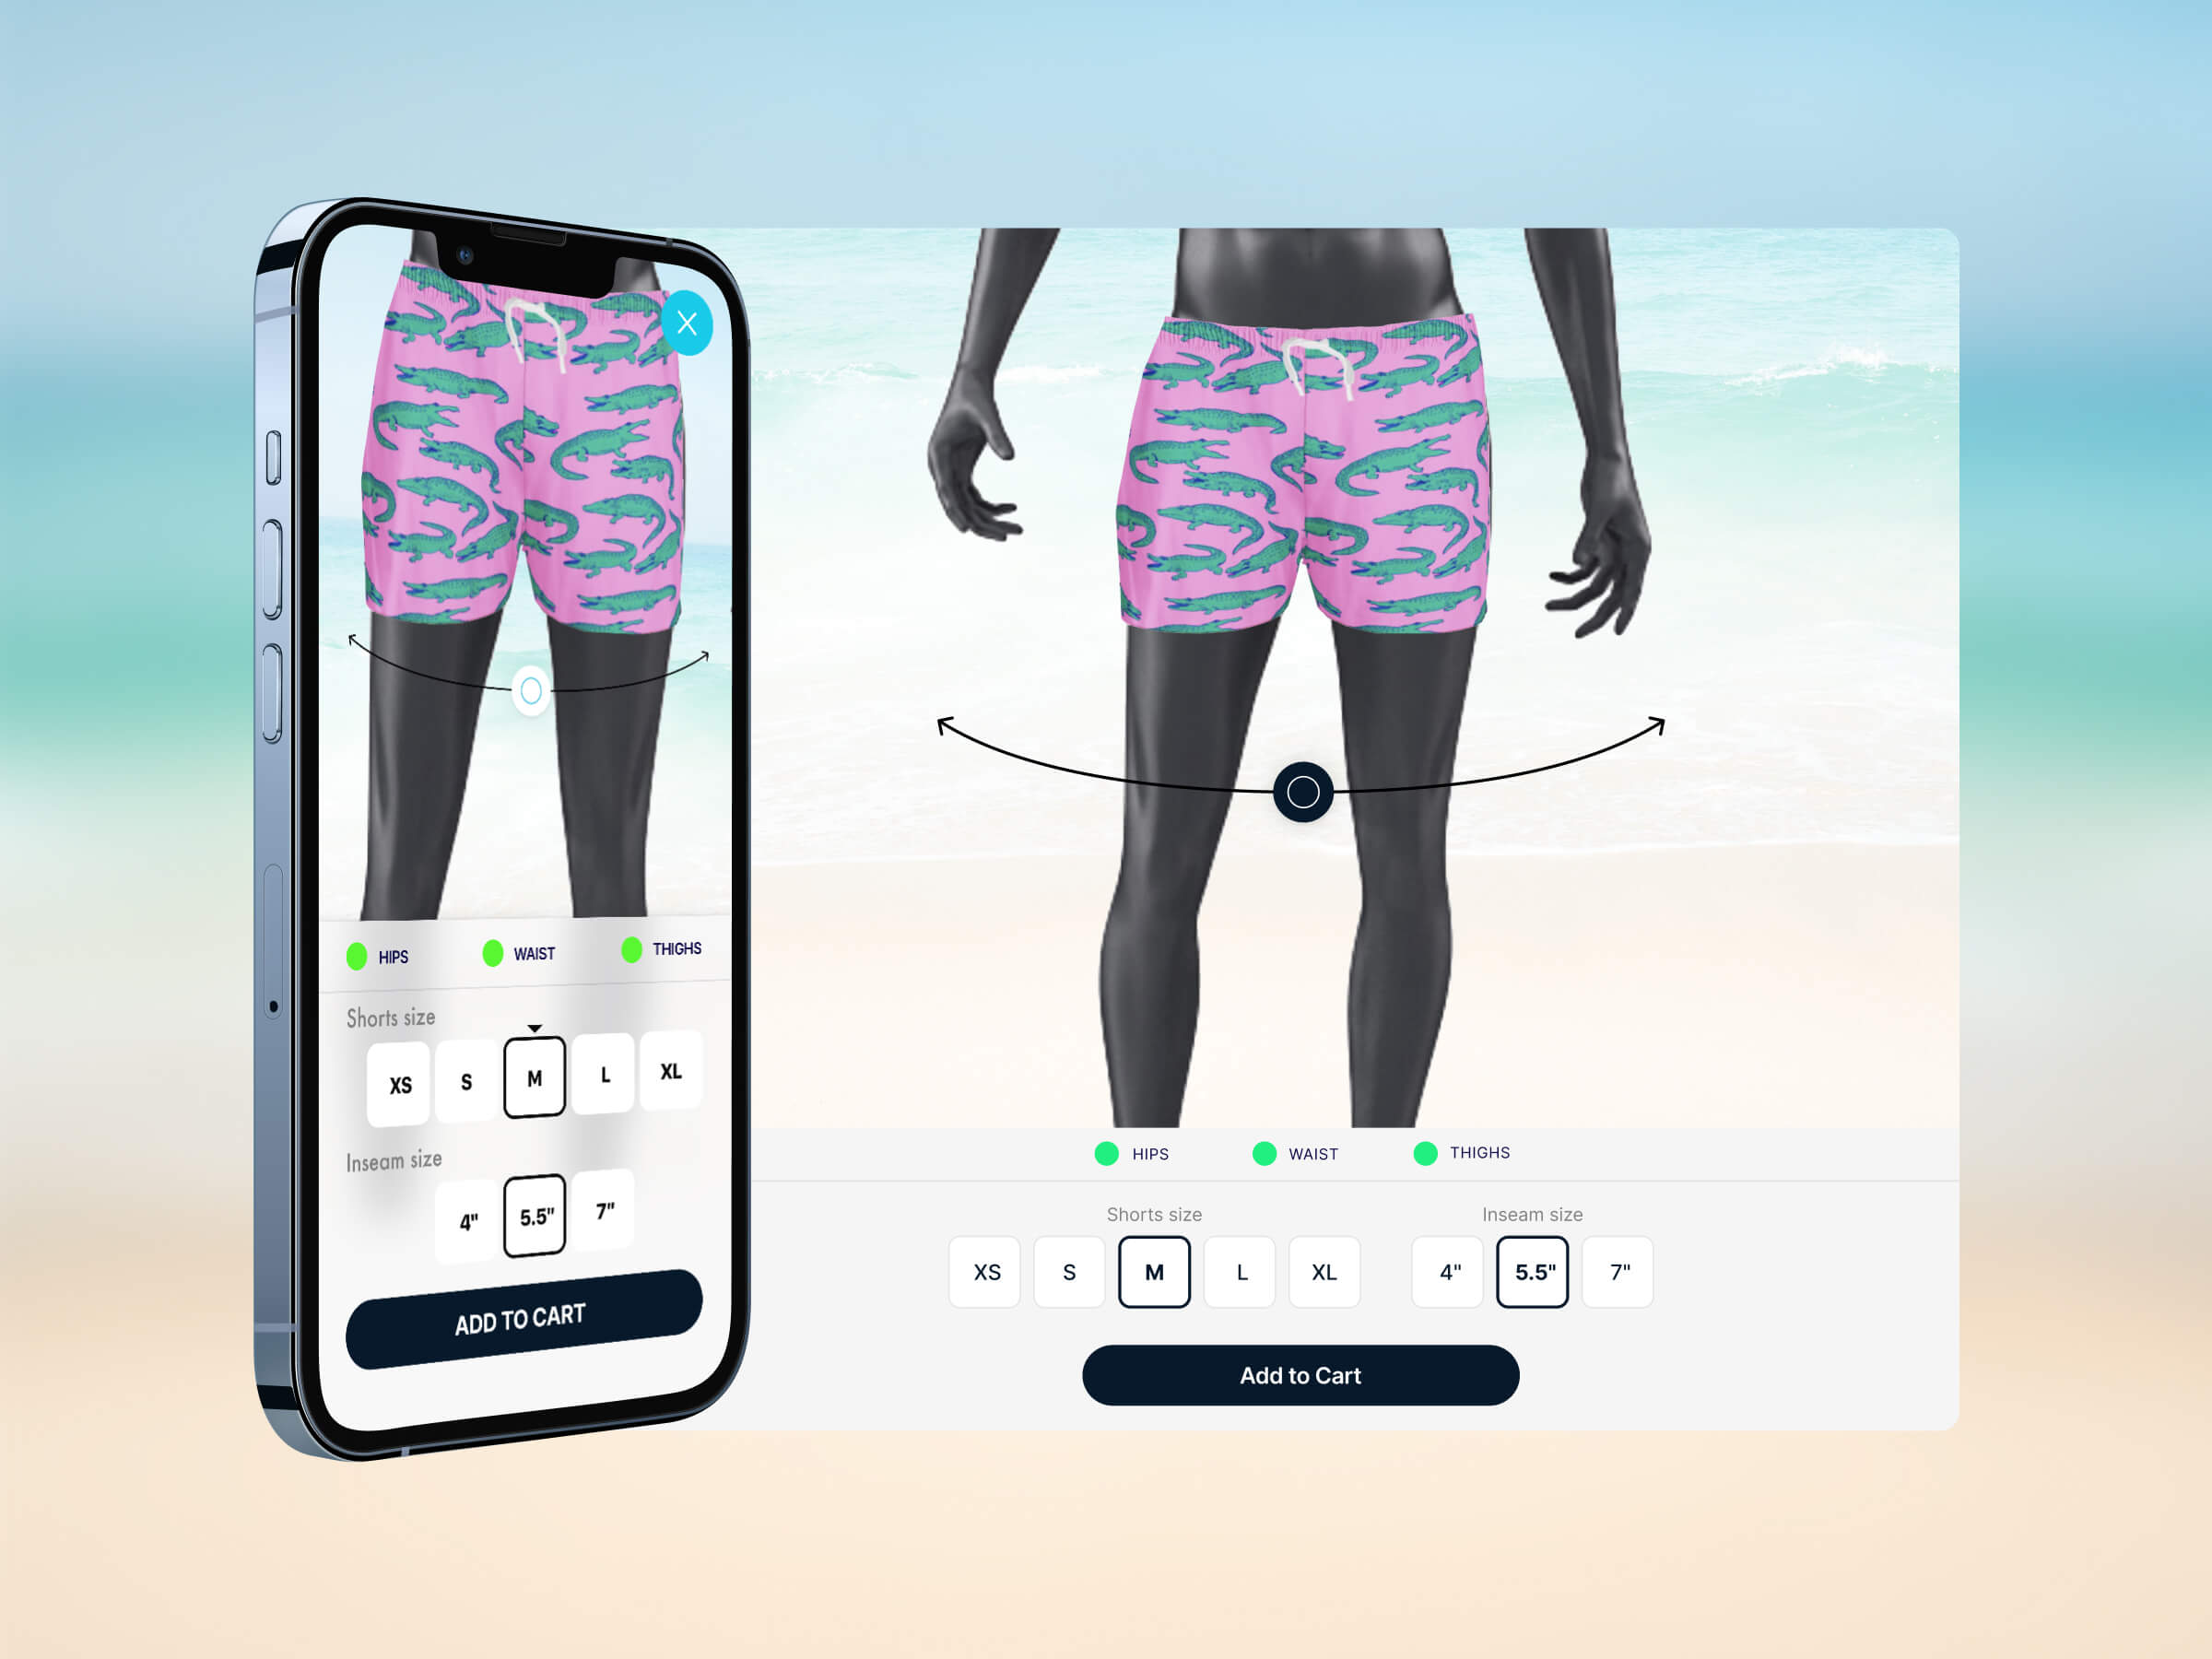 HIPS WAIST THIGHS
Shorts size
XS S M L XL
Inseam size
4" 5.5" 7"
ADD TO CART
HIPS WAIST THIGHS
Shorts size Inseam size
XS S M L XL 4" 5.5" 7"
Add to Cart